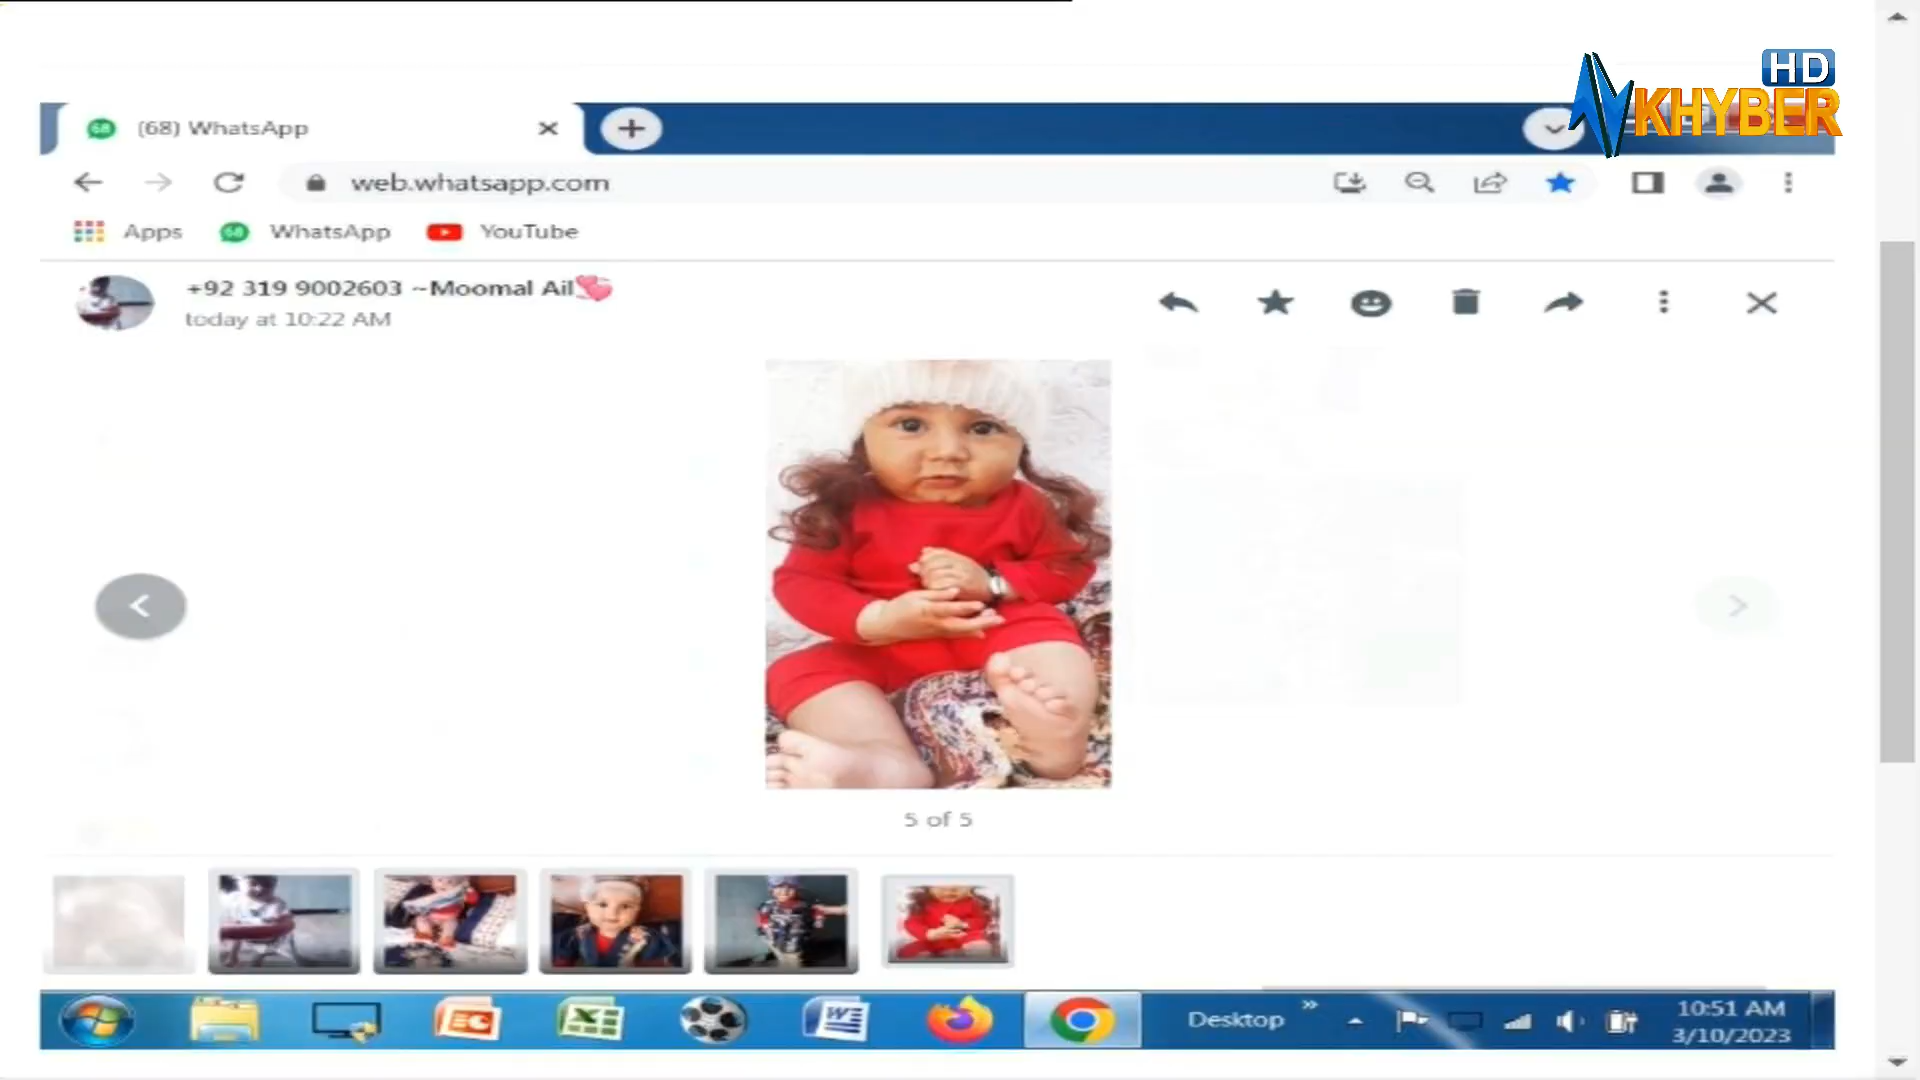 HD
KHYBER
(68) WhatsApp
web.whatsapp.com
Apps WhatsApp YouTube
+92 319 9002603 ~Moomal Ail💕
today at 10:22 AM
5 of 5
Desktop
10:51 AM
3/10/2023